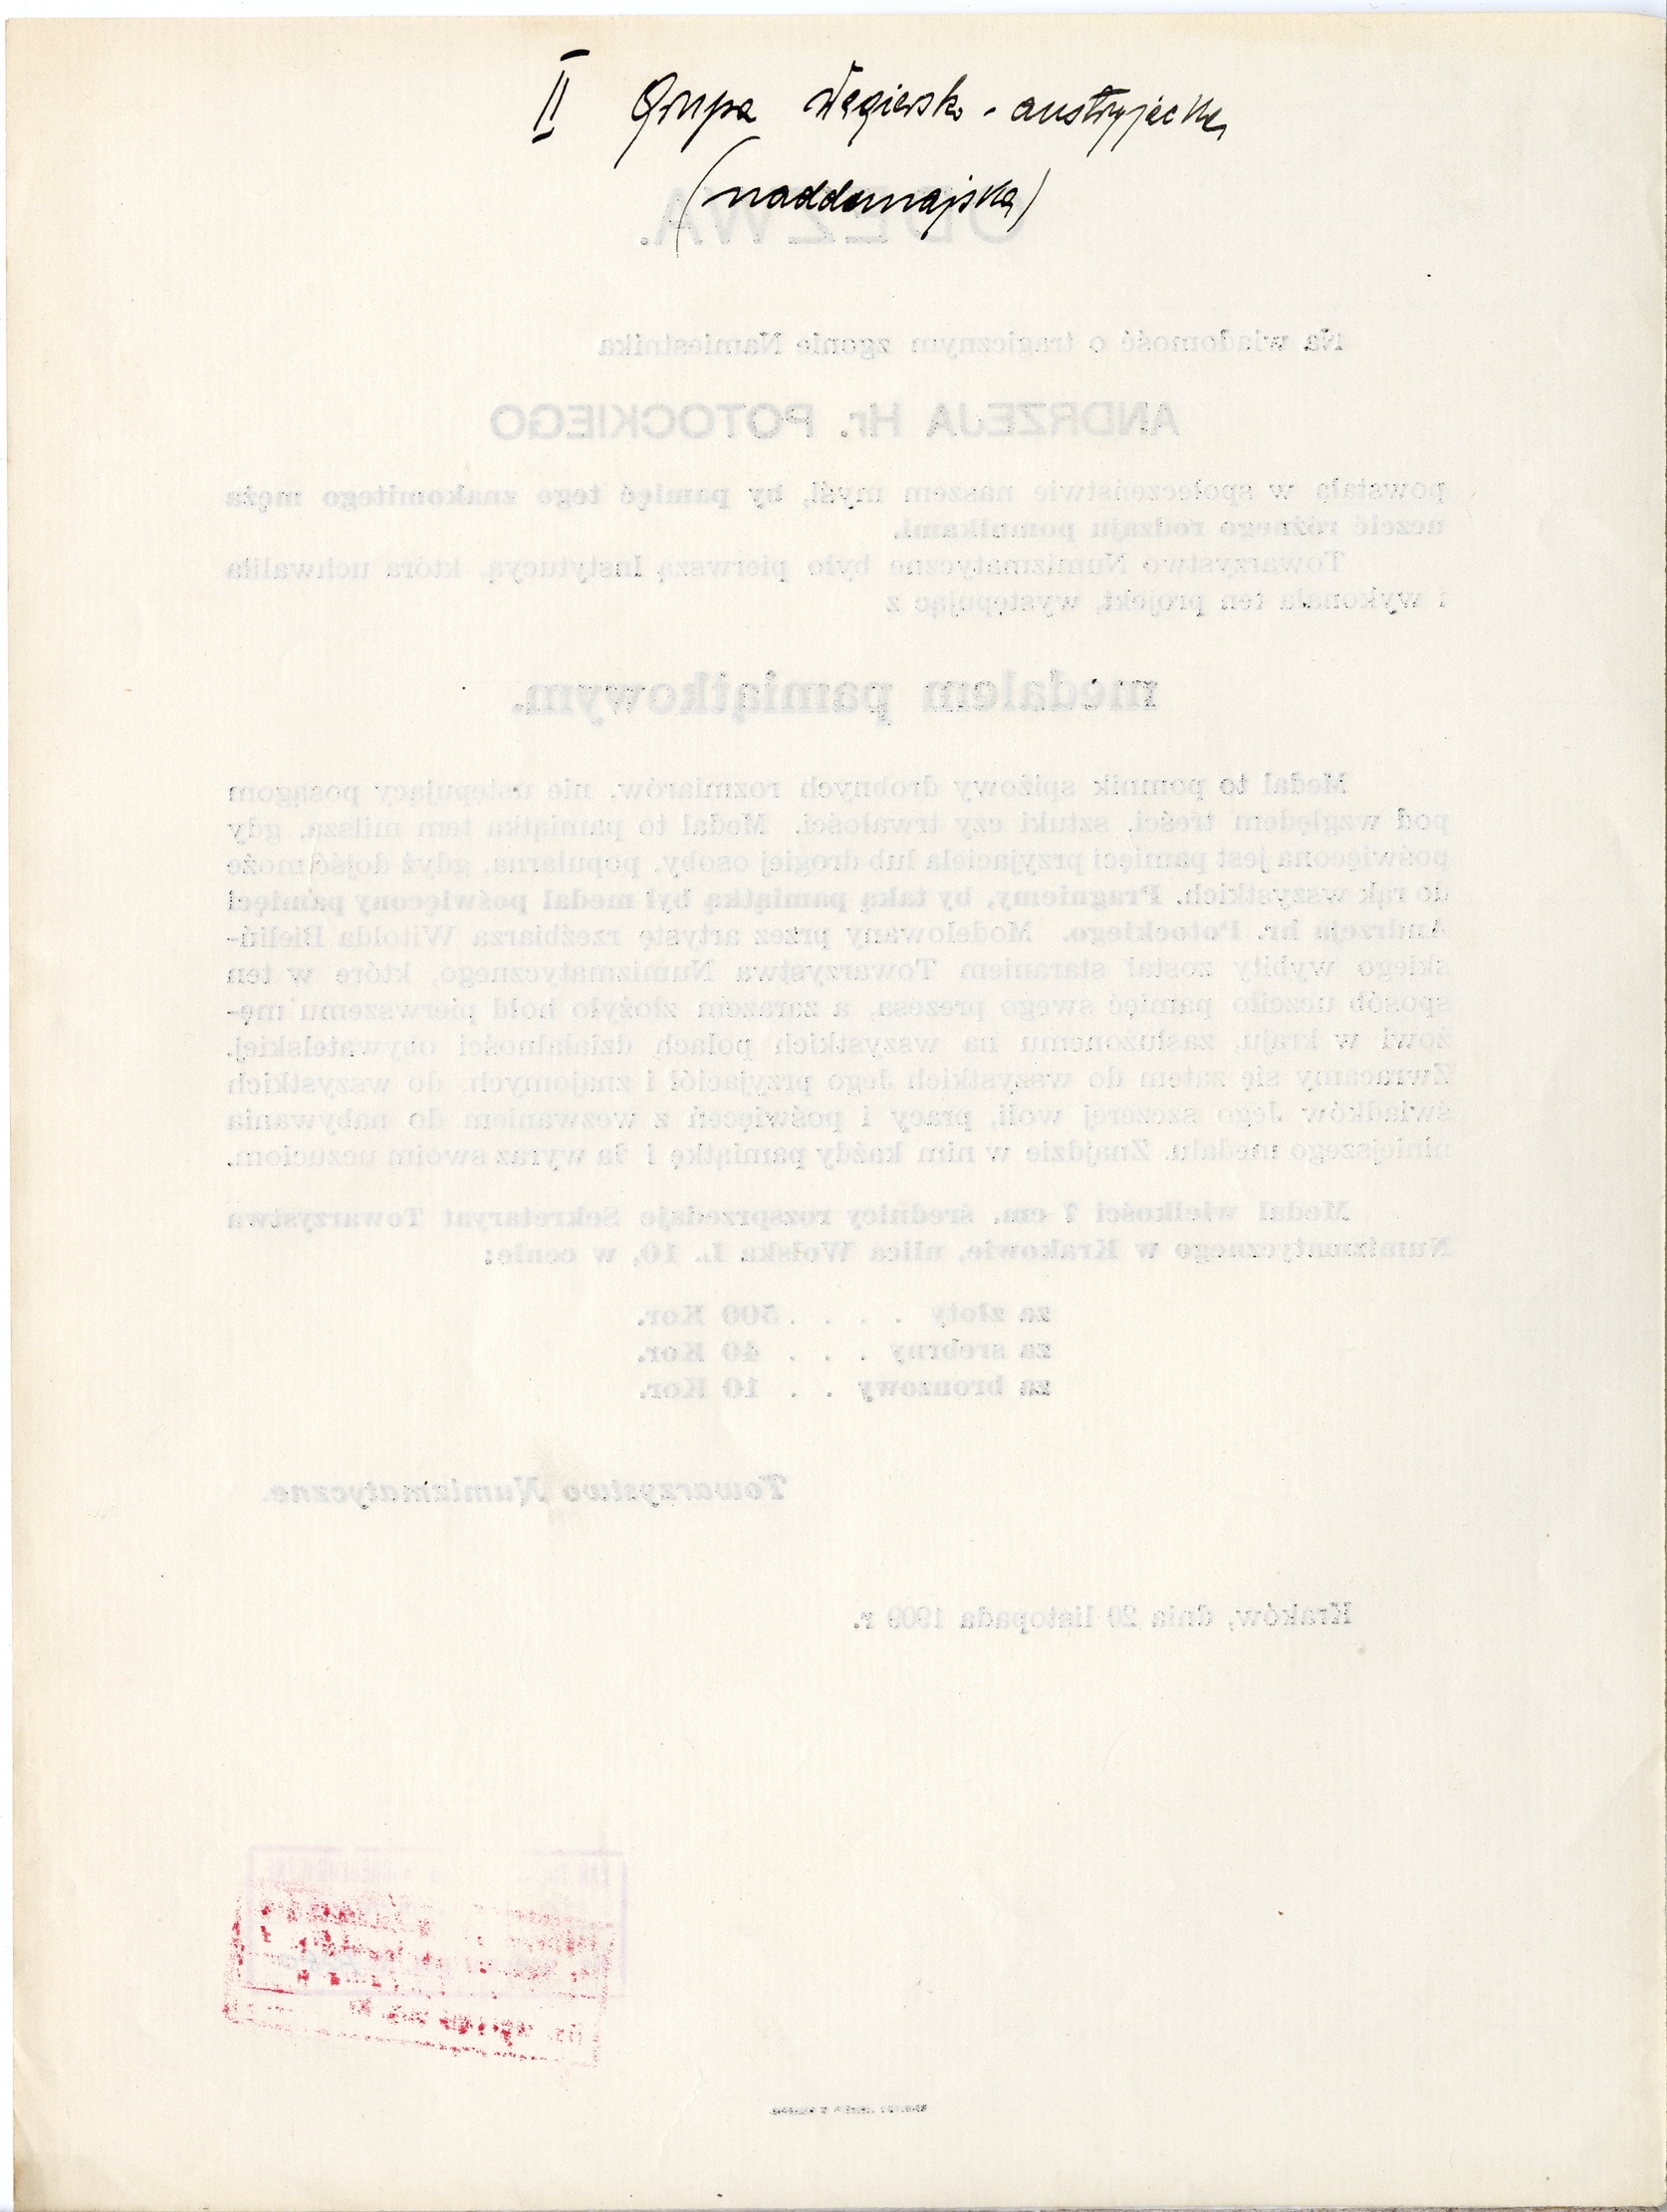 II Grupa węgiersko-austryjacka
(naddunajska)
ODEZWA.
Na wiadomość o tragicznym zgonie Namiestnika
ANDRZEJA Hr. POTOCKIEGO
powstała w społeczeństwie naszem myśl, by pamięć tego znakomitego męża
uczcić różnego rodzaju pomnikami.
Towarzystwo Numizmatyczne było pierwszą Instytucyą, która uchwaliła
i wykonała ten projekt, występując z
medalem pamiątkowym.
Medal to pomnik spiżowy drobnych rozmiarów, nie ustępujący posągom
pod względem treści, sztuki czy trwałości. Medal to pamiątka tem milsza, gdy
poświęcona jest pamięci przyjaciela lub drogiej osoby, popularna, gdyż dojść może
do rąk wszystkich. Pragniemy, by taką pamiątką był medal poświęcony pamięci
Andrzeja hr. Potockiego. Modelowany przez artystę rzeźbiarza Witolda Bieliń-
skiego wybity został staraniem Towarzystwa Numizmatycznego, które w ten
sposób uczciło pamięć swego prezesa, a zarazem złożyło hołd pierwszemu mę-
żowi w kraju, zasłużonemu na wszystkich polach działalności obywatelskiej.
Zwracamy się zatem do wszystkich Jego przyjaciół i znajomych, do wszystkich
świadków Jego szczerej woli, pracy i poświęceń z wezwaniem do nabywania
niniejszego medalu. Znajdzie w nim każdy pamiątkę i da wyraz swoim uczuciom.
Medal wielkości 7 cm. średnicy rozsprzedaje Sekretaryat Towarzystwa
Numizmatycznego w Krakowie, ulica Wolska L. 10, w cenie:
za złoty . . . . 500 Kor.
za srebrny . . . 40 Kor.
za bronzowy . . 10 Kor.
Towarzystwo Numizmatyczne.
Kraków, dnia 20 listopada 1909 r.